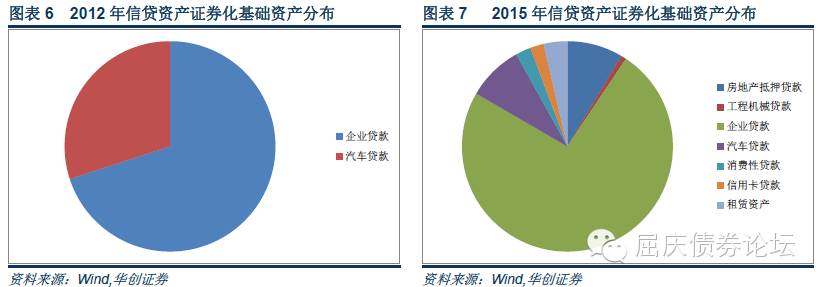 图表 6 2012 年信贷资产证券化基础资产分布
企业贷款
汽车贷款
资料来源：Wind,华创证券
图表 7 2015 年信贷资产证券化基础资产分布
房地产抵押贷款
工程机械贷款
企业贷款
汽车贷款
消费性贷款
信用卡贷款
租赁资产
屈庆债券论坛
资料来源：Wind,华创证券